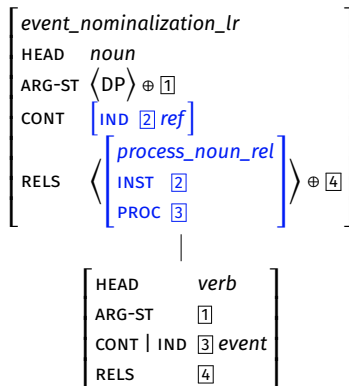 event_nominalization_lr
HEAD noun
ARG-ST ⟨DP⟩ ⊕ 1
CONT [IND 2 ref]
process_noun_rel
RELS ⟨[INST 2]⟩ ⊕ 4
PROC 3
HEAD verb
ARG-ST 1
CONT | IND 3 event
RELS 4